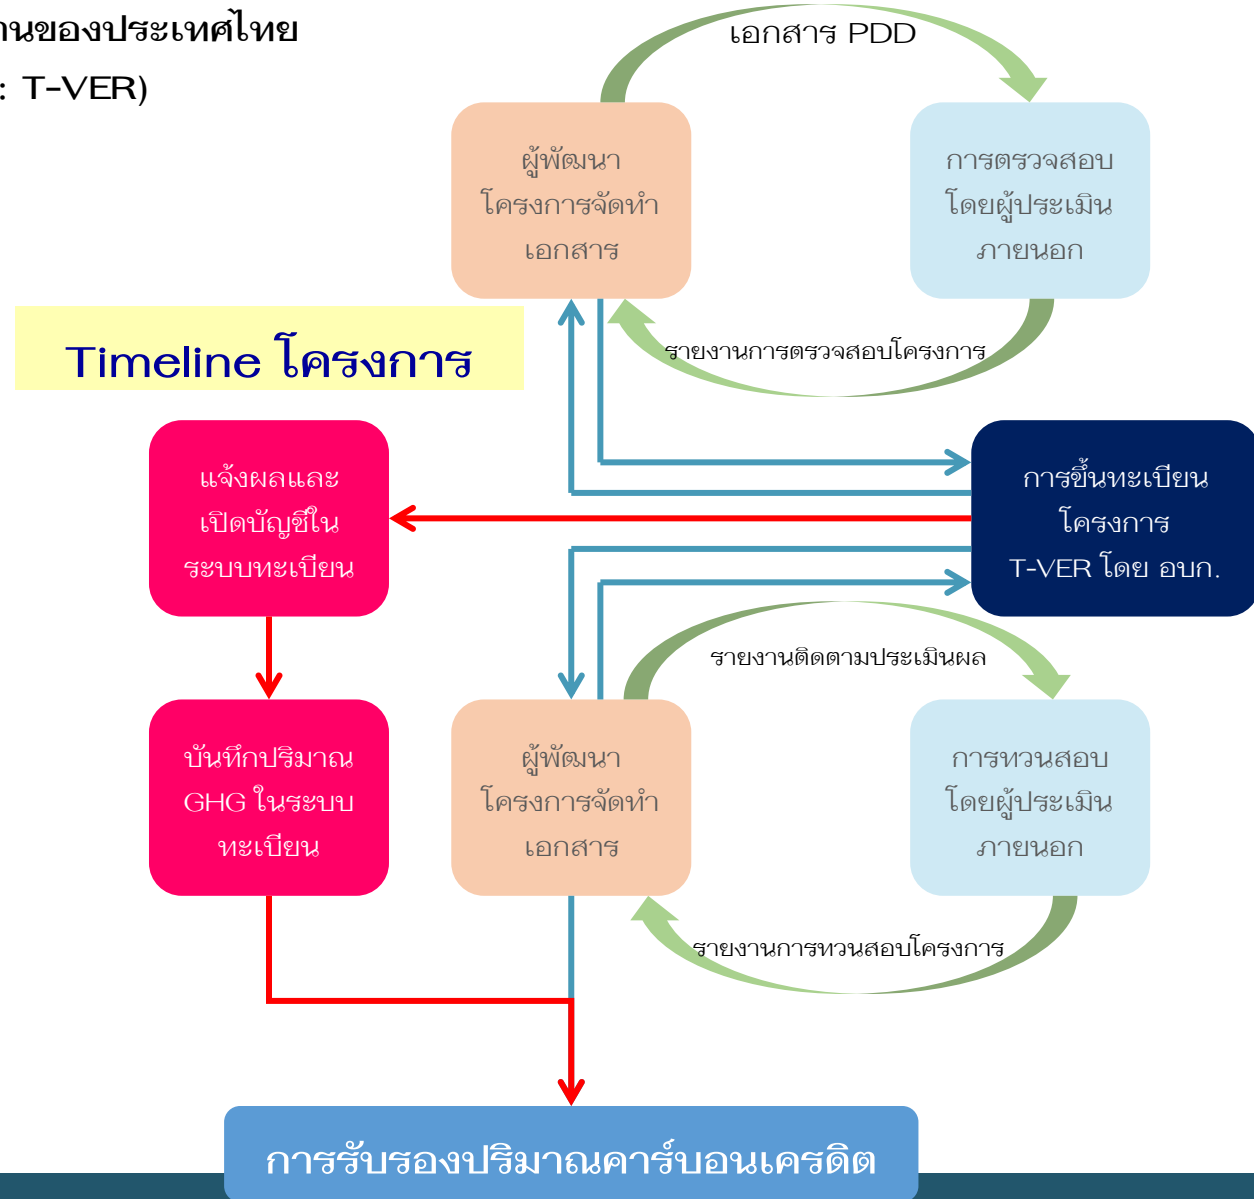 านของประเทศไทย
: T-VER)
เอกสาร PDD
ผู้พัฒนา
โครงการจัดทำ
เอกสาร
การตรวจสอบ
โดยผู้ประเมิน
ภายนอก
รายงานการตรวจสอบโครงการ
Timeline โครงการ
แจ้งผลและ
เปิดบัญชีใน
ระบบทะเบียน
การขึ้นทะเบียน
โครงการ
T-VER โดย อบก.
รายงานติดตามประเมินผล
บันทึกปริมาณ
GHG ในระบบ
ทะเบียน
ผู้พัฒนา
โครงการจัดทำ
เอกสาร
การทวนสอบ
โดยผู้ประเมิน
ภายนอก
รายงานการทวนสอบโครงการ
การรับรองปริมาณคาร์บอนเครดิต